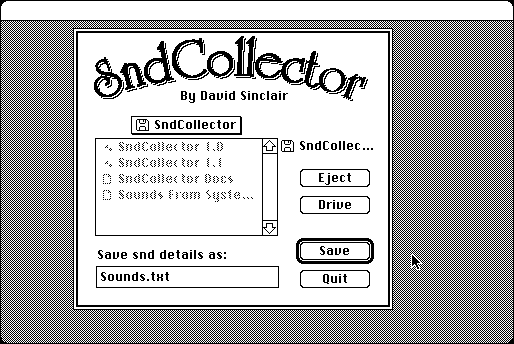 SndCollector
By David Sinclair
SndCollector
SndCollector 1.0
SndCollector 1.1
SndCollector Docs
Sounds From Syste...
SndCollec...
Eject
Drive
Save snd details as:
Sounds.txt
Save
Quit